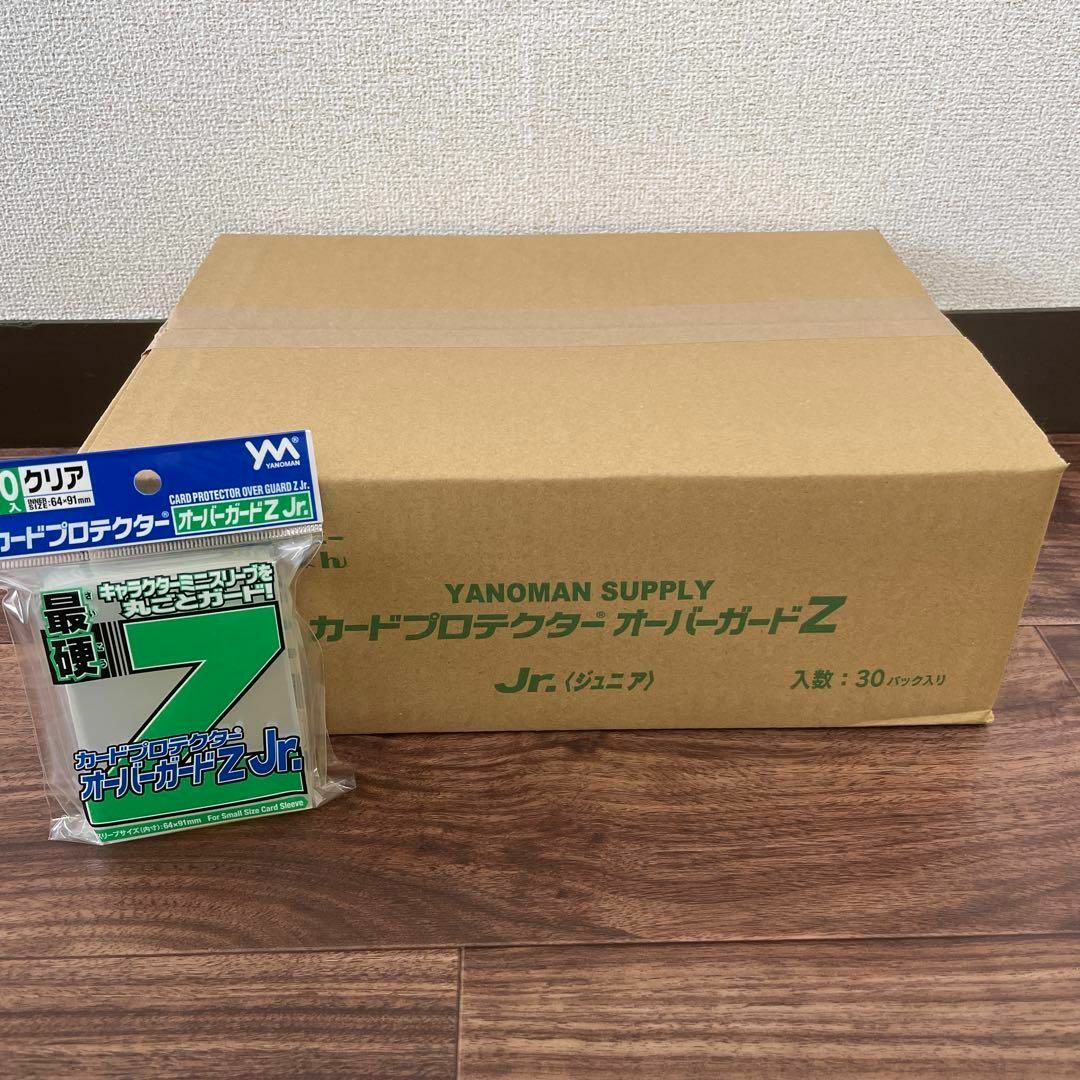 YM®
YANOMAN
0入 クリア
INNER SIZE:64×91mm
CARD PROTECTOR OVER GUARD Z Jr.
カードプロテクター® オーバーガードZ Jr.
キャラクターミニスリーブを
丸ごとガード!
最硬
さいこう
Z
カードプロテクター
オーバーガードZ Jr.
スリーブサイズ(内寸):64×91mm For Small Size Card Sleeve
YANOMAN SUPPLY
カードプロテクター® オーバーガードZ
Jr.〈ジュニア〉
入数:30パック入り